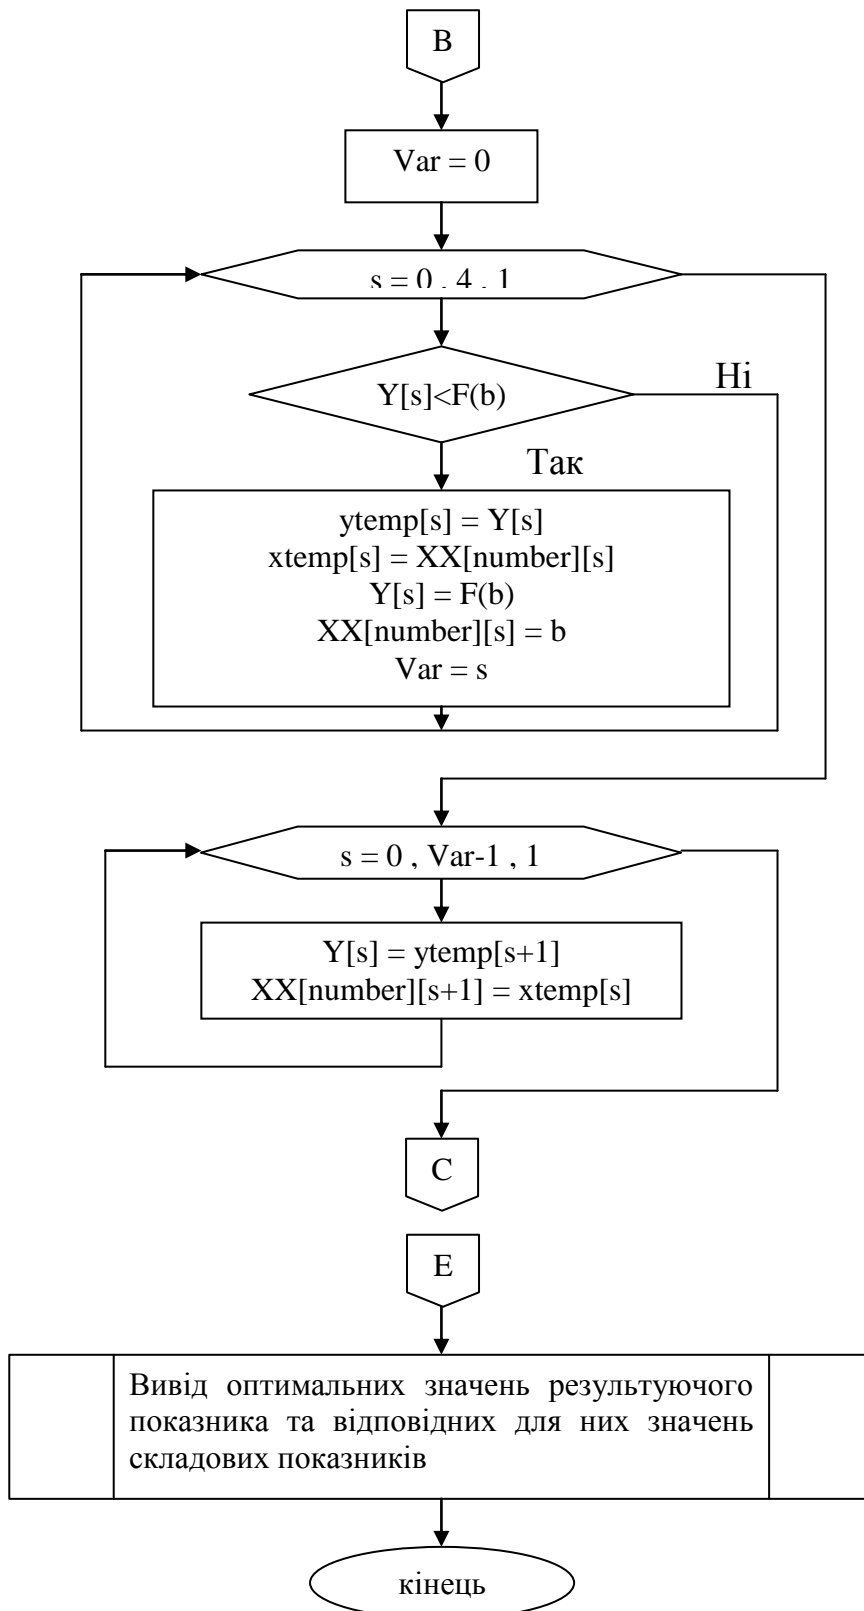 В
Var = 0
s = 0 , 4 , 1
Y[s]<F(b)
Ні
Так
ytemp[s] = Y[s]
xtemp[s] = XX[number][s]
Y[s] = F(b)
XX[number][s] = b
Var = s
s = 0 , Var-1 , 1
Y[s] = ytemp[s+1]
XX[number][s+1] = xtemp[s]
С
Е
Вивід оптимальних значень результуючого
показника та відповідних для них значень
складових показників
кінець